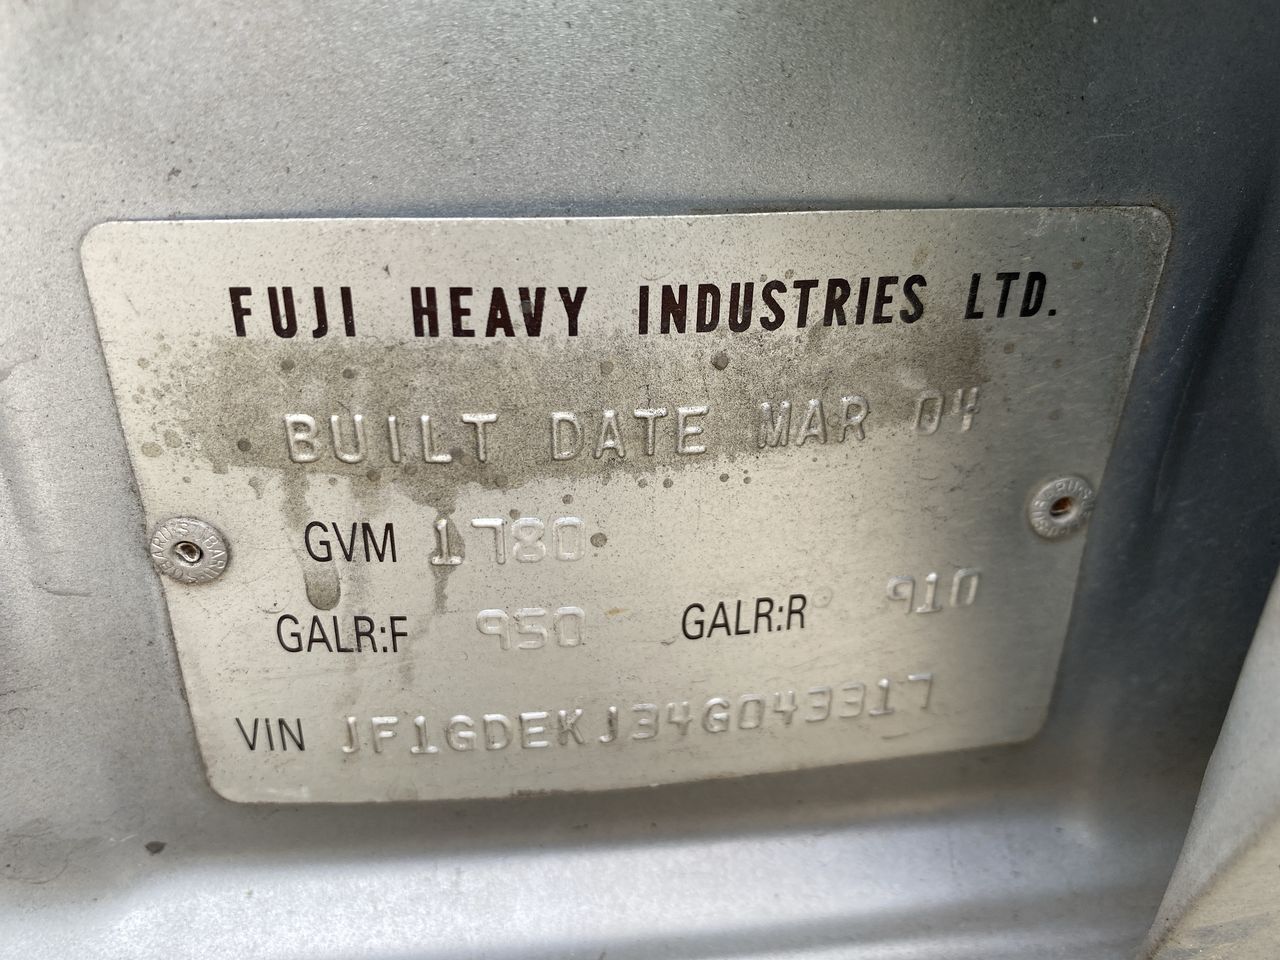 FUJI HEAVY INDUSTRIES LTD.
BUILT DATE MAR 04
GVM 1780
GALR:F 950 GALR:R 910
VIN JF1GDEKJ34G043317